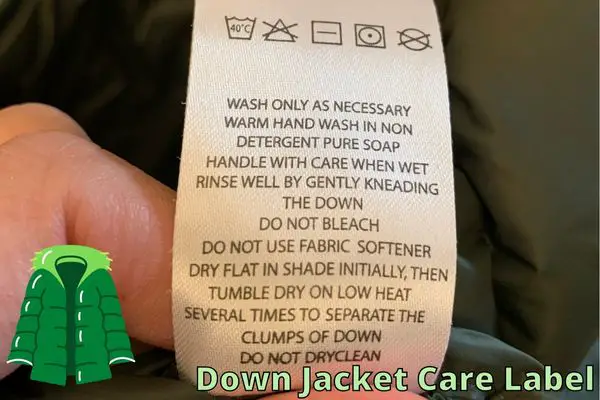 40°C
WASH ONLY AS NECESSARY
WARM HAND WASH IN NON
DETERGENT PURE SOAP
HANDLE WITH CARE WHEN WET
RINSE WELL BY GENTLY KNEADING
THE DOWN
DO NOT BLEACH
DO NOT USE FABRIC SOFTENER
DRY FLAT IN SHADE INITIALLY, THEN
TUMBLE DRY ON LOW HEAT
SEVERAL TIMES TO SEPARATE THE
CLUMPS OF DOWN
DO NOT DRYCLEAN
Down Jacket Care Label